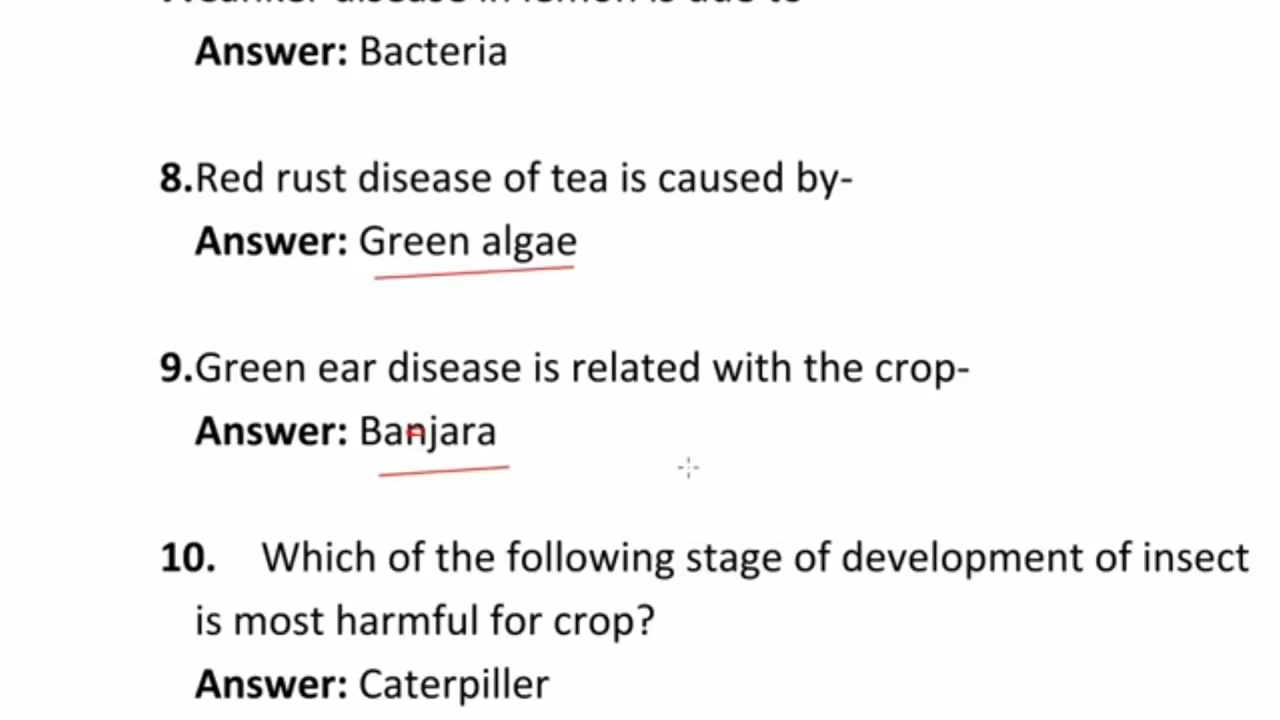 Answer: Bacteria
8.Red rust disease of tea is caused by-
Answer: Green algae
9.Green ear disease is related with the crop-
Answer: Banjara
10. Which of the following stage of development of insect
is most harmful for crop?
Answer: Caterpiller